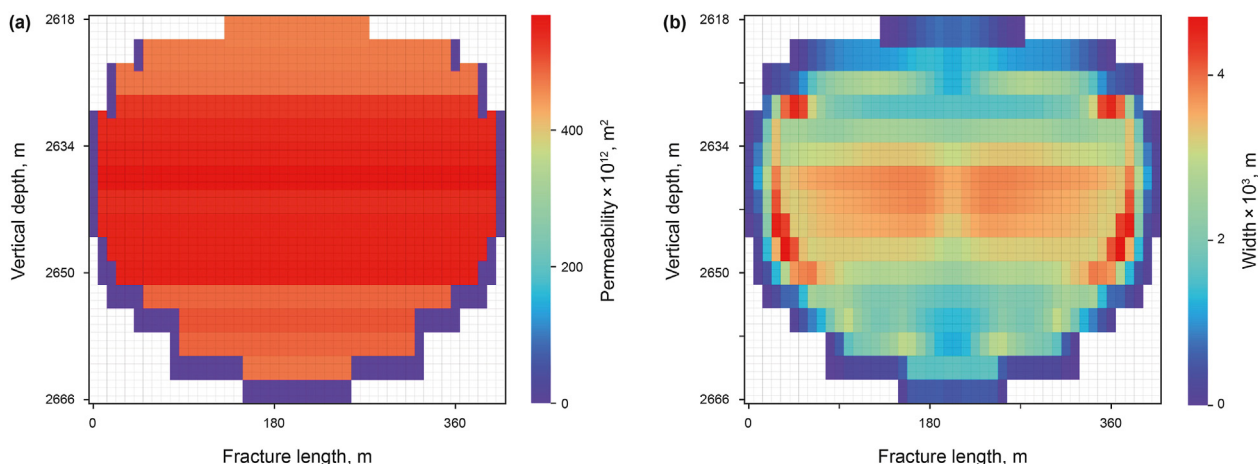 (a)
2618
2634
2650
2666
Vertical depth, m
0
180
360
Fracture length, m
400
200
0
Permeability × 10¹², m²
(b)
2618
2634
2650
2666
Vertical depth, m
0
180
360
Fracture length, m
4
2
0
Width × 10³, m